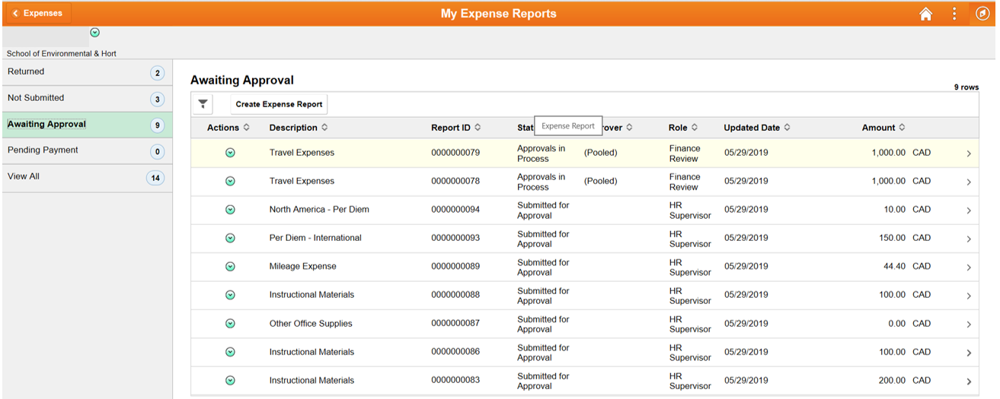 Expenses
My Expense Reports
School of Environmental & Hort
Returned 2
Not Submitted 3
Awaiting Approval 9
Pending Payment 0
View All 14
Awaiting Approval
9 rows
Create Expense Report
Expense Report
Actions Description Report ID Stat rover Role Updated Date Amount
Travel Expenses 0000000079 Approvals in Process (Pooled) Finance Review 05/29/2019 1,000.00 CAD
Travel Expenses 0000000078 Approvals in Process (Pooled) Finance Review 05/29/2019 1,000.00 CAD
North America - Per Diem 0000000094 Submitted for Approval HR Supervisor 05/29/2019 10.00 CAD
Per Diem - International 0000000093 Submitted for Approval HR Supervisor 05/29/2019 150.00 CAD
Mileage Expense 0000000089 Submitted for Approval HR Supervisor 05/29/2019 44.40 CAD
Instructional Materials 0000000088 Submitted for Approval HR Supervisor 05/29/2019 100.00 CAD
Other Office Supplies 0000000087 Submitted for Approval HR Supervisor 05/29/2019 0.00 CAD
Instructional Materials 0000000086 Submitted for Approval HR Supervisor 05/29/2019 100.00 CAD
Instructional Materials 0000000083 Submitted for Approval HR Supervisor 05/29/2019 200.00 CAD